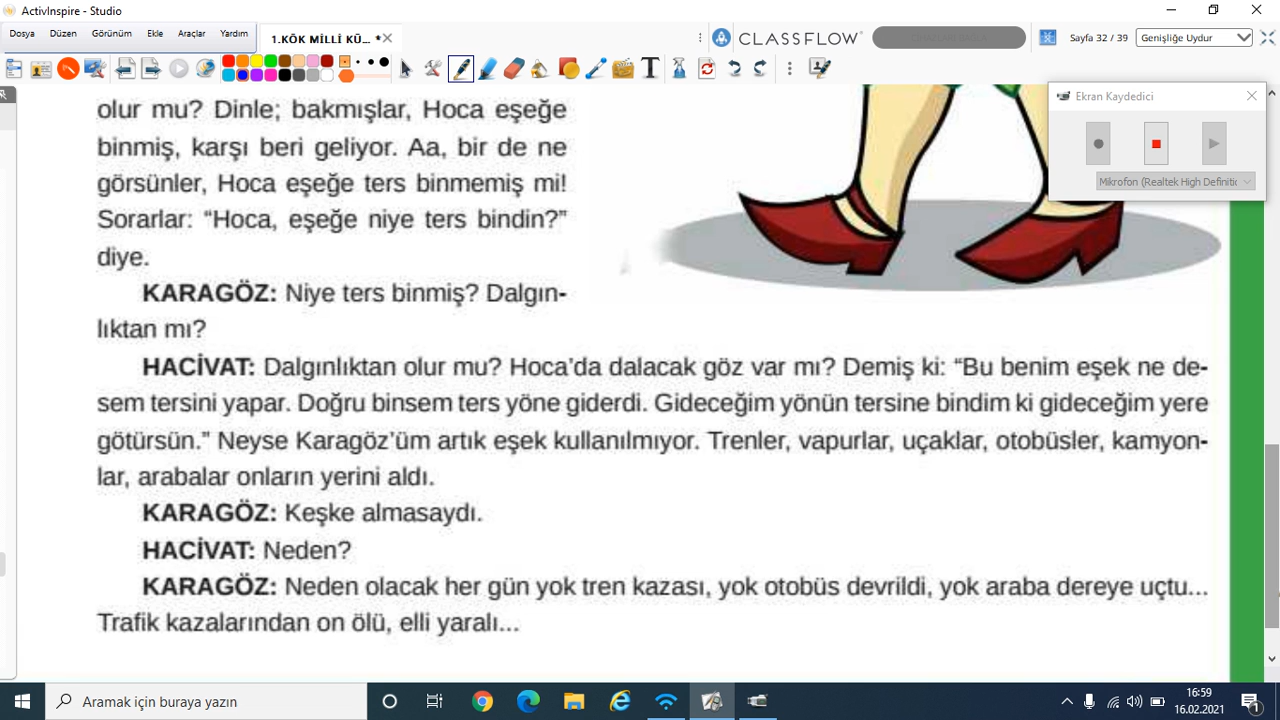 ActivInspire - Studio
Dosya Düzen Görünüm Ekle Araçlar Yardım
1.KÖK MİLLİ KÜ... *
CLASSFLOW
Sayfa 32 / 39
Genişliğe Uydur
Ekran Kaydedici
Mikrofon (Realtek High Definitic
olur mu? Dinle; bakmışlar, Hoca eşeğe
binmiş, karşı beri geliyor. Aa, bir de ne
görsünler, Hoca eşeğe ters binmemiş mi!
Sorarlar: “Hoca, eşeğe niye ters bindin?”
diye.
KARAGÖZ: Niye ters binmiş? Dalgın-
lıktan mı?
HACİVAT: Dalgınlıktan olur mu? Hoca’da dalacak göz var mı? Demiş ki: “Bu benim eşek ne de-
sem tersini yapar. Doğru binsem ters yöne giderdi. Gideceğim yönün tersine bindim ki gideceğim yere
götürsün.” Neyse Karagöz’üm artık eşek kullanılmıyor. Trenler, vapurlar, uçaklar, otobüsler, kamyon-
lar, arabalar onların yerini aldı.
KARAGÖZ: Keşke almasaydı.
HACİVAT: Neden?
KARAGÖZ: Neden olacak her gün yok tren kazası, yok otobüs devrildi, yok araba dereye uçtu...
Trafik kazalarından on ölü, elli yaralı...
Aramak için buraya yazın
16:59
16.02.2021
1